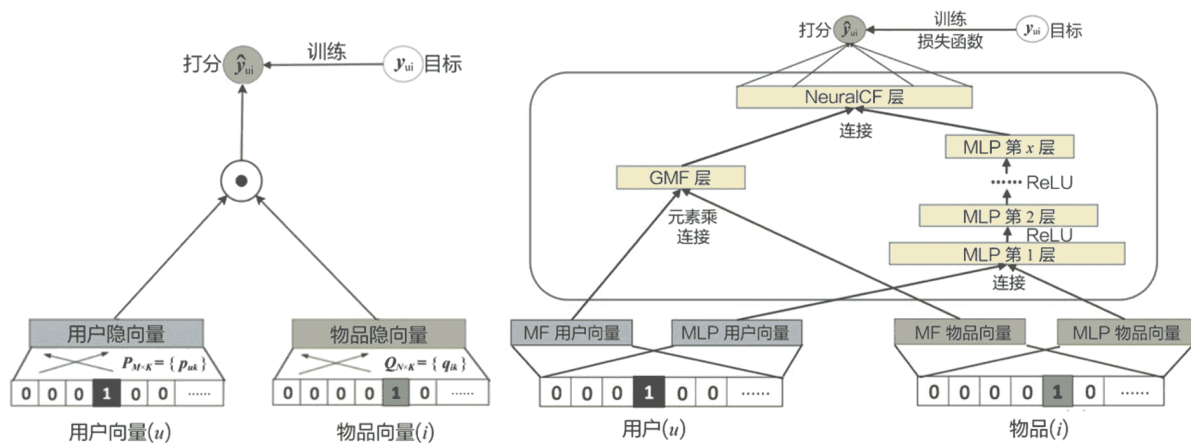 打分 ŷui 训练 yui 目标
用户隐向量
物品隐向量
PM×K = { puk }
QN×K = { qik }
0 0 0 1 0 0 ······
0 0 0 0 1 0 ······
用户向量(u)
物品向量(i)
打分 ŷui 训练 yui 目标
损失函数
NeuralCF 层
连接
MLP 第 x 层
GMF 层
······ ReLU
元素乘
连接
MLP 第 2 层
ReLU
MLP 第 1 层
连接
MF 用户向量
MLP 用户向量
MF 物品向量
MLP 物品向量
0 0 0 1 0 0 ······
0 0 0 0 1 0 ······
用户(u)
物品(i)